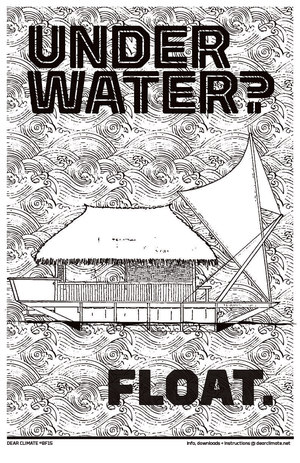 UNDER
WATER?
FLOAT.
DEAR CLIMATE #BF15
info, downloads + instructions @ dearclimate.net